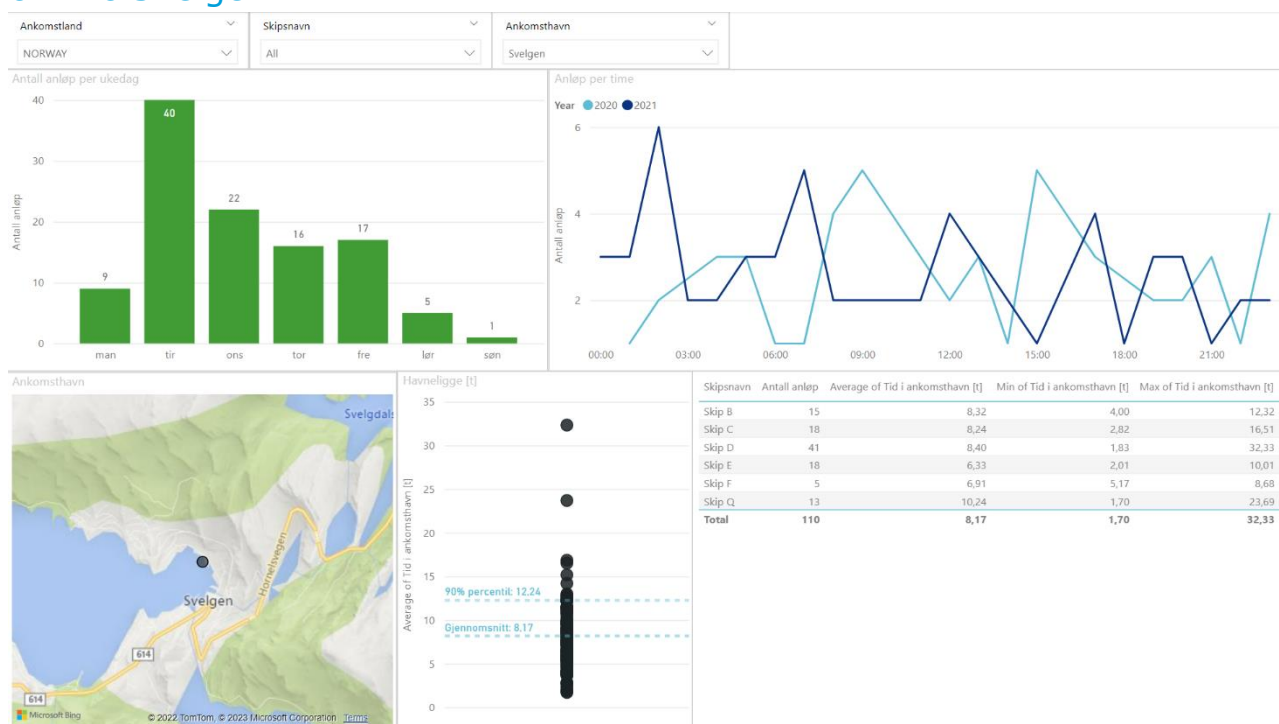 Ankomstland
Skipsnavn
Ankomsthavn
NORWAY
All
Svelgen
Antall anløp per ukedag
40
30
20
10
0
Antall anløp
9
40
22
16
17
5
1
man tir ons tor fre lør søn
Anløp per time
Year 2020 2021
6
4
2
Antall anløp
00:00 03:00 06:00 09:00 12:00 15:00 18:00 21:00
Ankomsthavn
Svelgdals
Hornelsvegen
Svelgen
614
614
Microsoft Bing
© 2022 TomTom, © 2023 Microsoft Corporation Terms
Havneligge [t]
35
30
25
20
15
10
5
0
Average of Tid i ankomsthavn [t]
90% percentil: 12,24
Gjennomsnitt: 8,17
Skipsnavn Antall anløp Average of Tid i ankomsthavn [t] Min of Tid i ankomsthavn [t] Max of Tid i ankomsthavn [t]
Skip B 15 8,32 4,00 12,32
Skip C 18 8,24 2,82 16,51
Skip D 41 8,40 1,83 32,33
Skip E 18 6,33 2,01 10,01
Skip F 5 6,91 5,17 8,68
Skip Q 13 10,24 1,70 23,69
Total 110 8,17 1,70 32,33